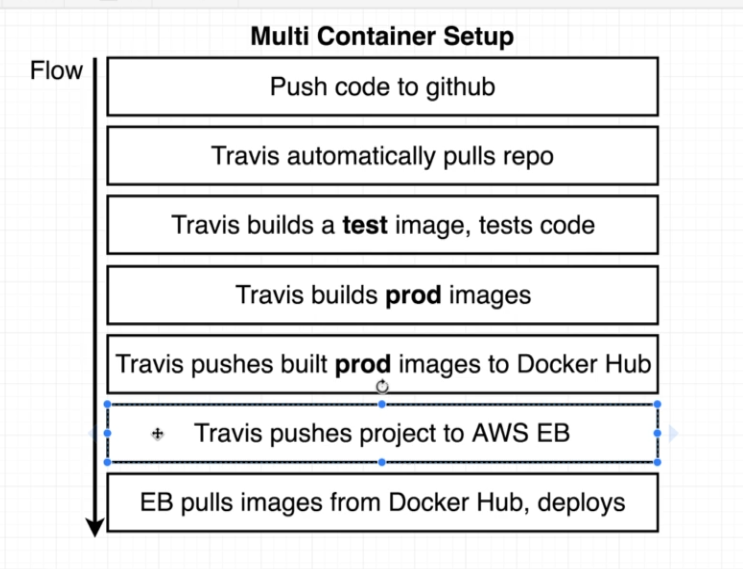 Multi Container Setup
Flow
Push code to github
Travis automatically pulls repo
Travis builds a test image, tests code
Travis builds prod images
Travis pushes built prod images to Docker Hub
Travis pushes project to AWS EB
EB pulls images from Docker Hub, deploys